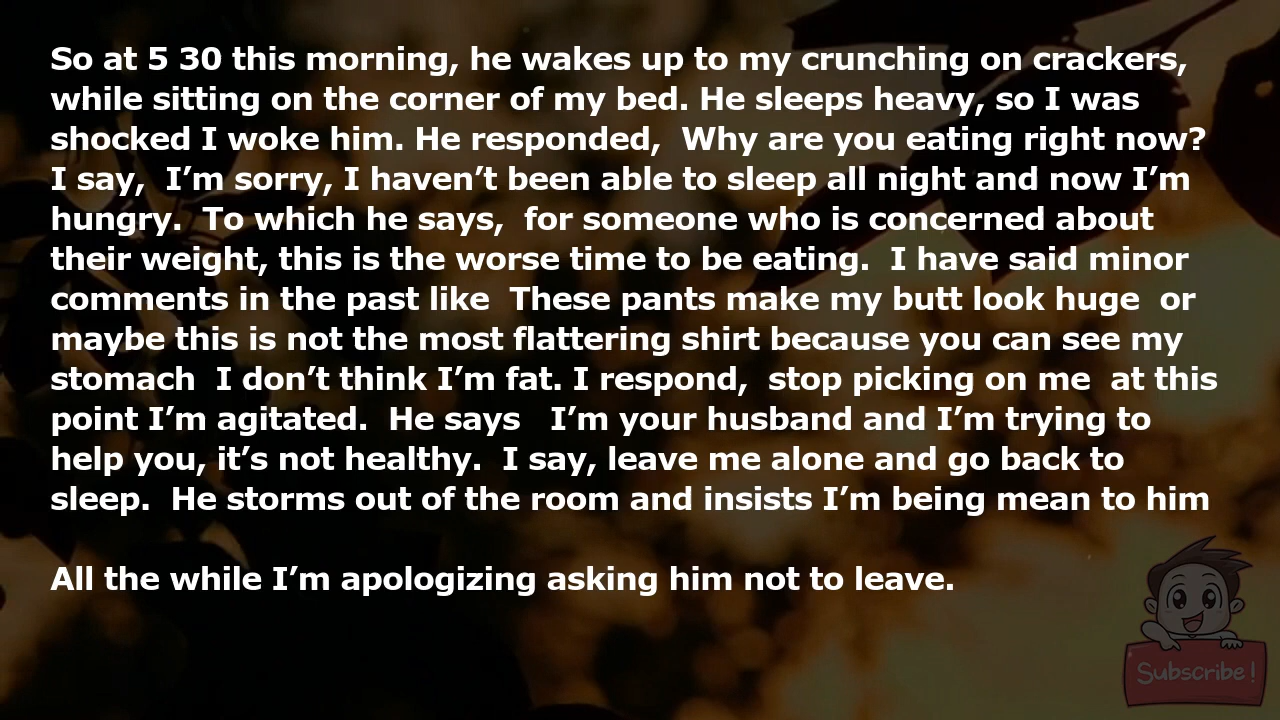 So at 5 30 this morning, he wakes up to my crunching on crackers,
while sitting on the corner of my bed. He sleeps heavy, so I was
shocked I woke him. He responded,  Why are you eating right now?
I say,  I’m sorry, I haven’t been able to sleep all night and now I’m
hungry.  To which he says,  for someone who is concerned about
their weight, this is the worse time to be eating.  I have said minor
comments in the past like  These pants make my butt look huge  or
maybe this is not the most flattering shirt because you can see my
stomach  I don’t think I’m fat. I respond,  stop picking on me  at this
point I’m agitated.  He says   I’m your husband and I’m trying to
help you, it’s not healthy.  I say, leave me alone and go back to
sleep.  He storms out of the room and insists I’m being mean to him
All the while I’m apologizing asking him not to leave.
Subscribe!